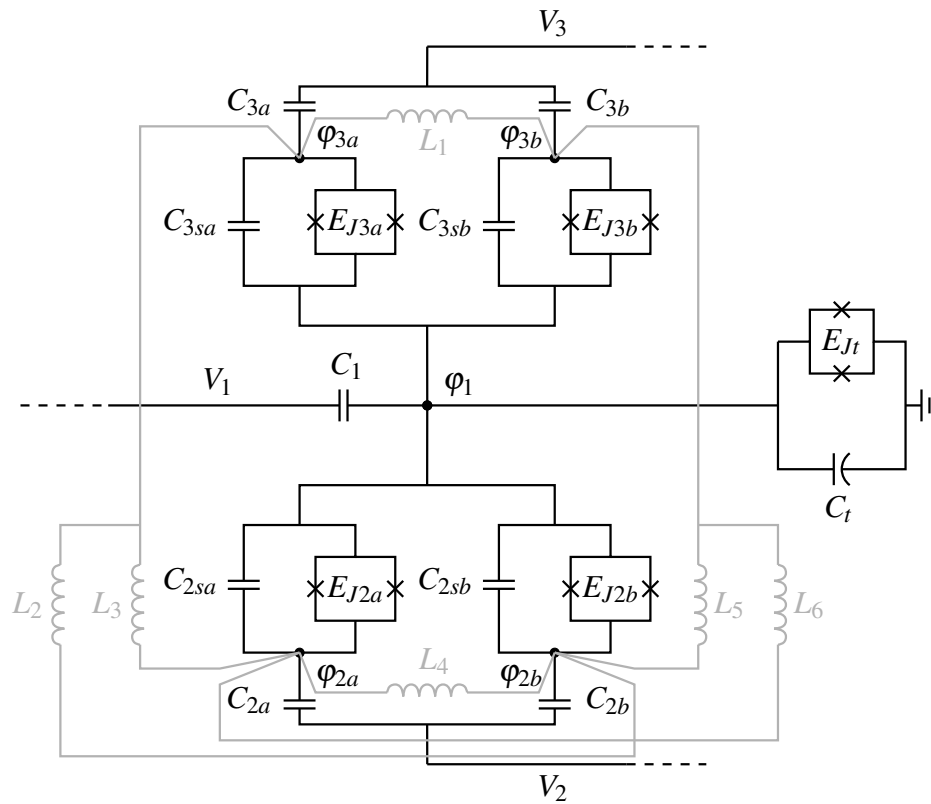 V3
C3a
C3b
φ3a
φ3b
L1
C3sa
EJ3a
C3sb
EJ3b
EJt
V1
C1
φ1
Ct
C2sa
EJ2a
C2sb
EJ2b
L2
L3
L5
L6
φ2a
L4
φ2b
C2a
C2b
V2